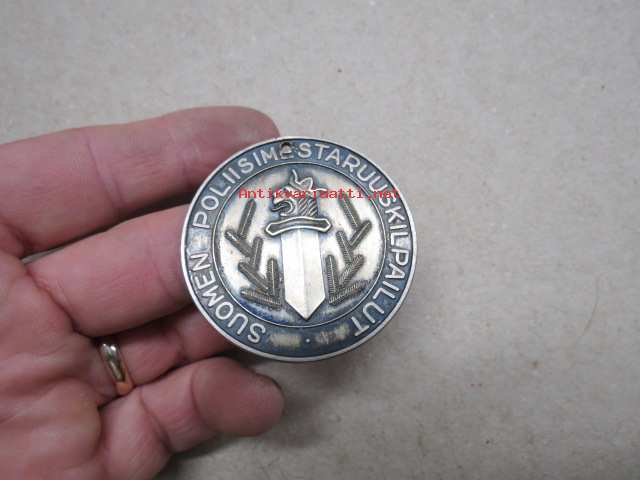 SUOMEN POLIISIMESTARUUSKILPAILUT
Antikvariaatti.net